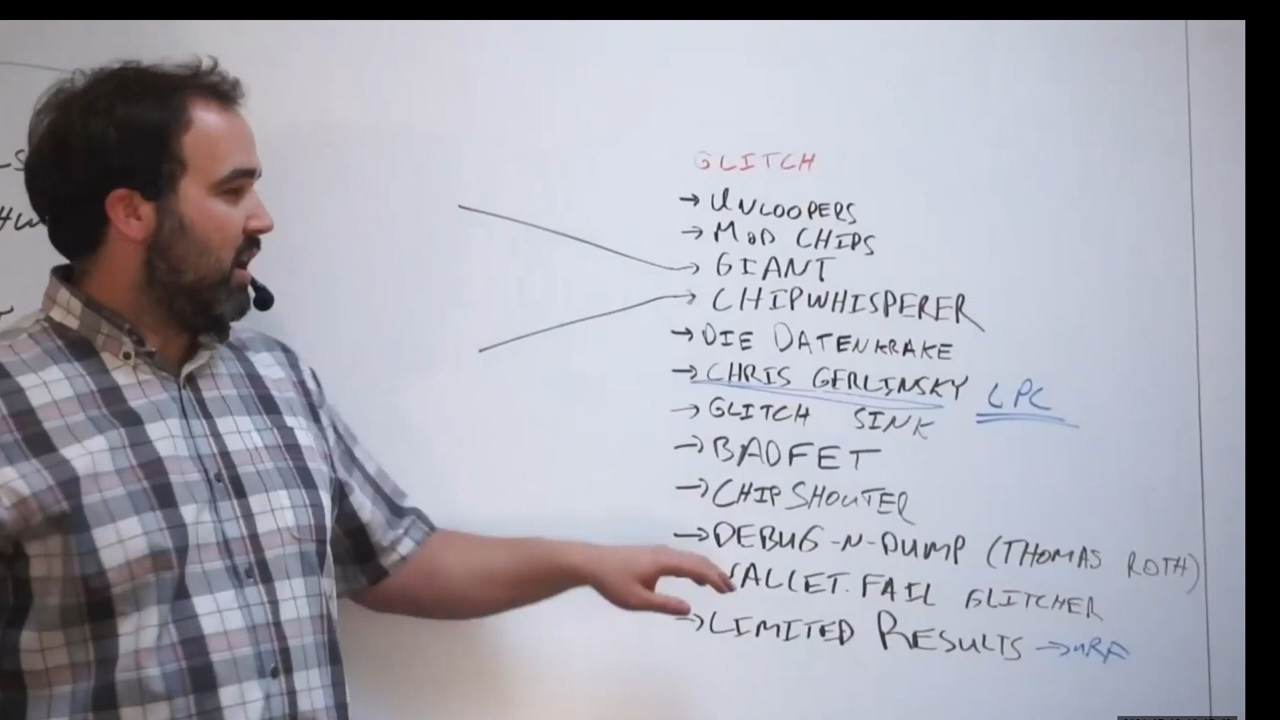 GLITCH
→ UNLOOPERS
→ MOD CHIPS
→ GIANT
→ CHIPWHISPERER
→ DIE DATENKRAKE
→ CHRIS GERLINSKY LPC
→ GLITCH SINK
→ BADFET
→ CHIPSHOUTER
→ DEBUG-N-DUMP (THOMAS ROTH)
WALLET.FAIL GLITCHER
→ LIMITED RESULTS → nRF